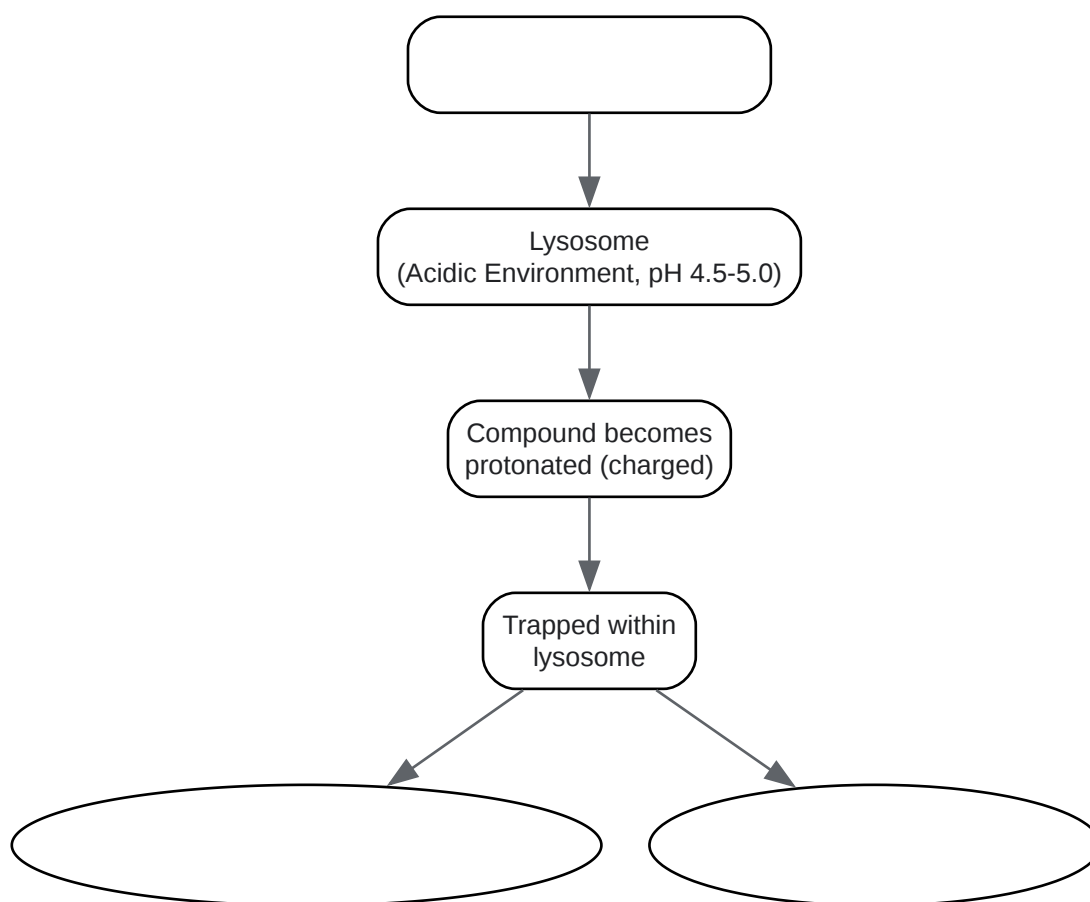 Lysosome
(Acidic Environment, pH 4.5-5.0)
Compound becomes
protonated (charged)
Trapped within
lysosome